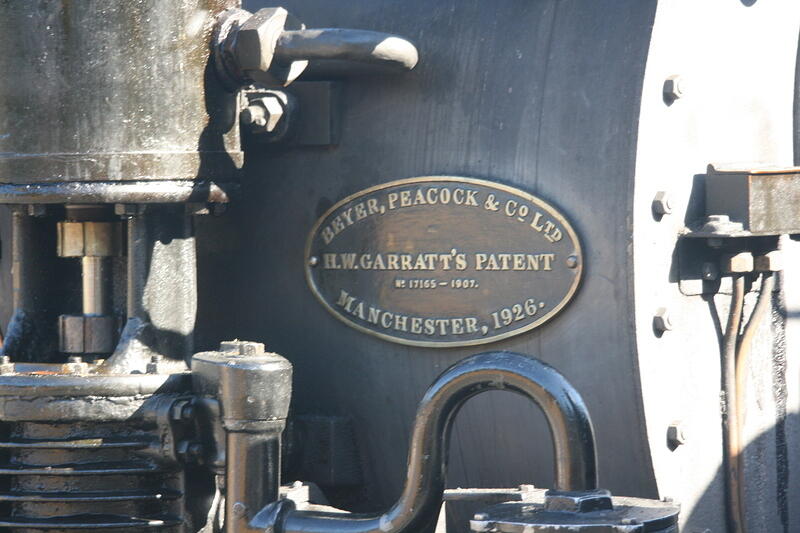 BEYER, PEACOCK & Co LTD
H.W. GARRATT'S PATENT
No 17165 – 1907.
MANCHESTER, 1926.